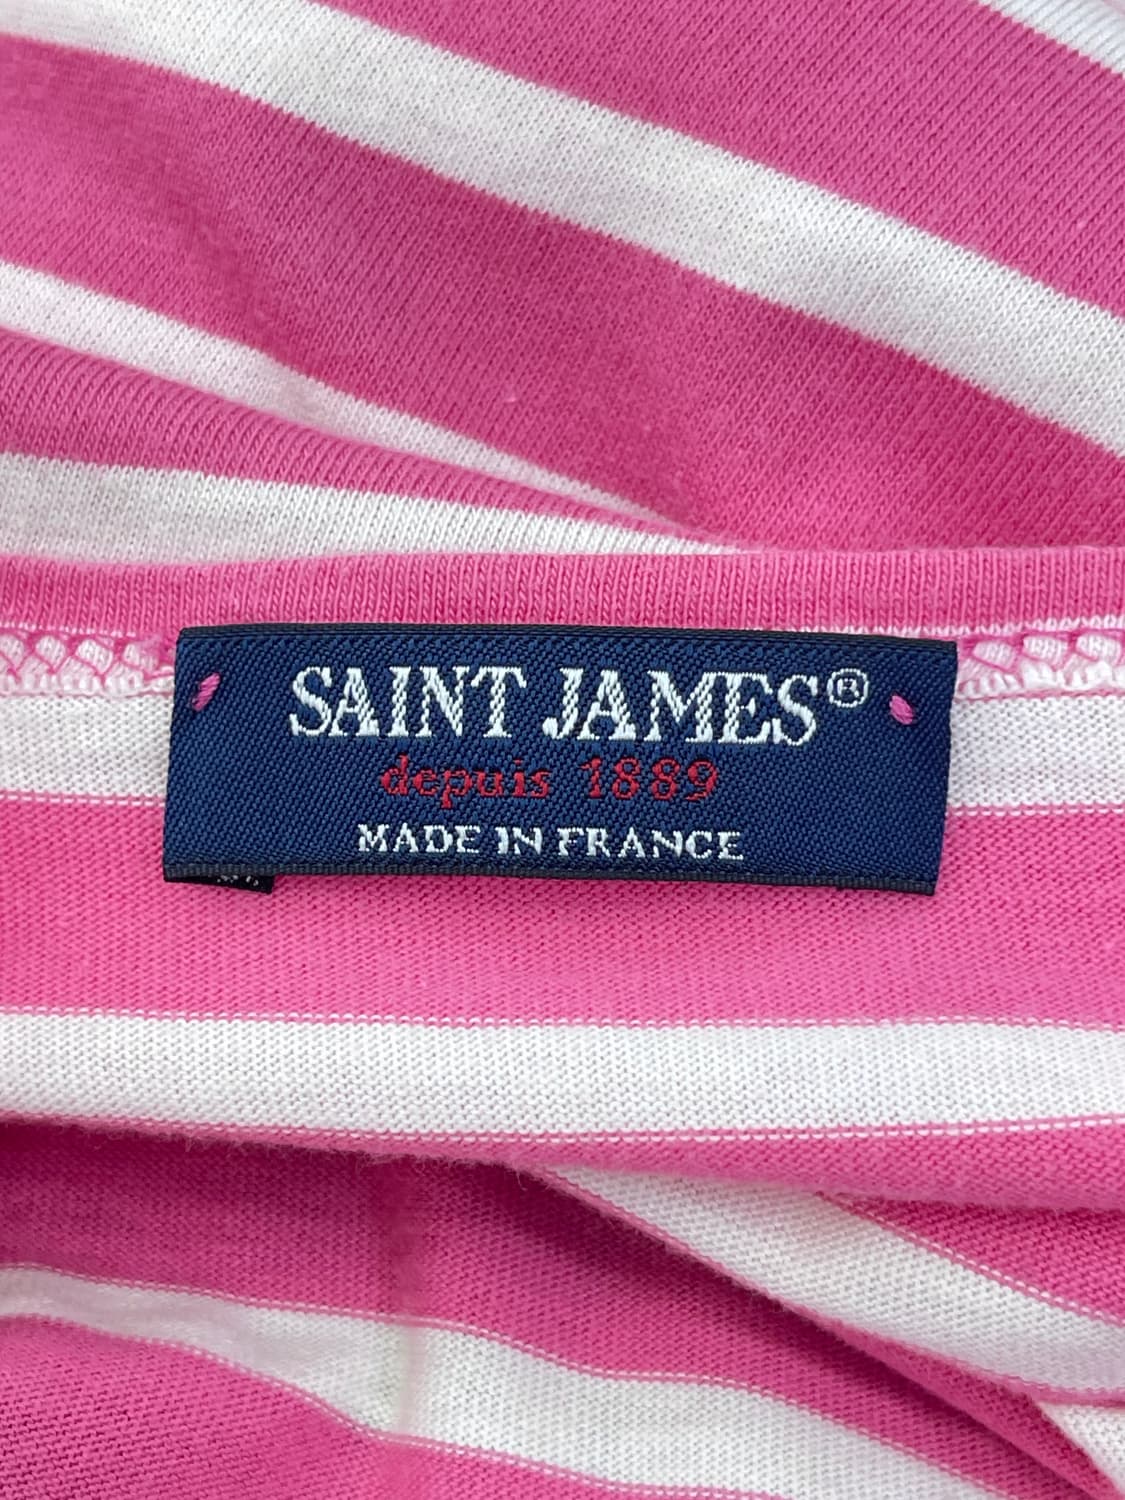 SAINT JAMES®
depuis 1889
MADE IN FRANCE